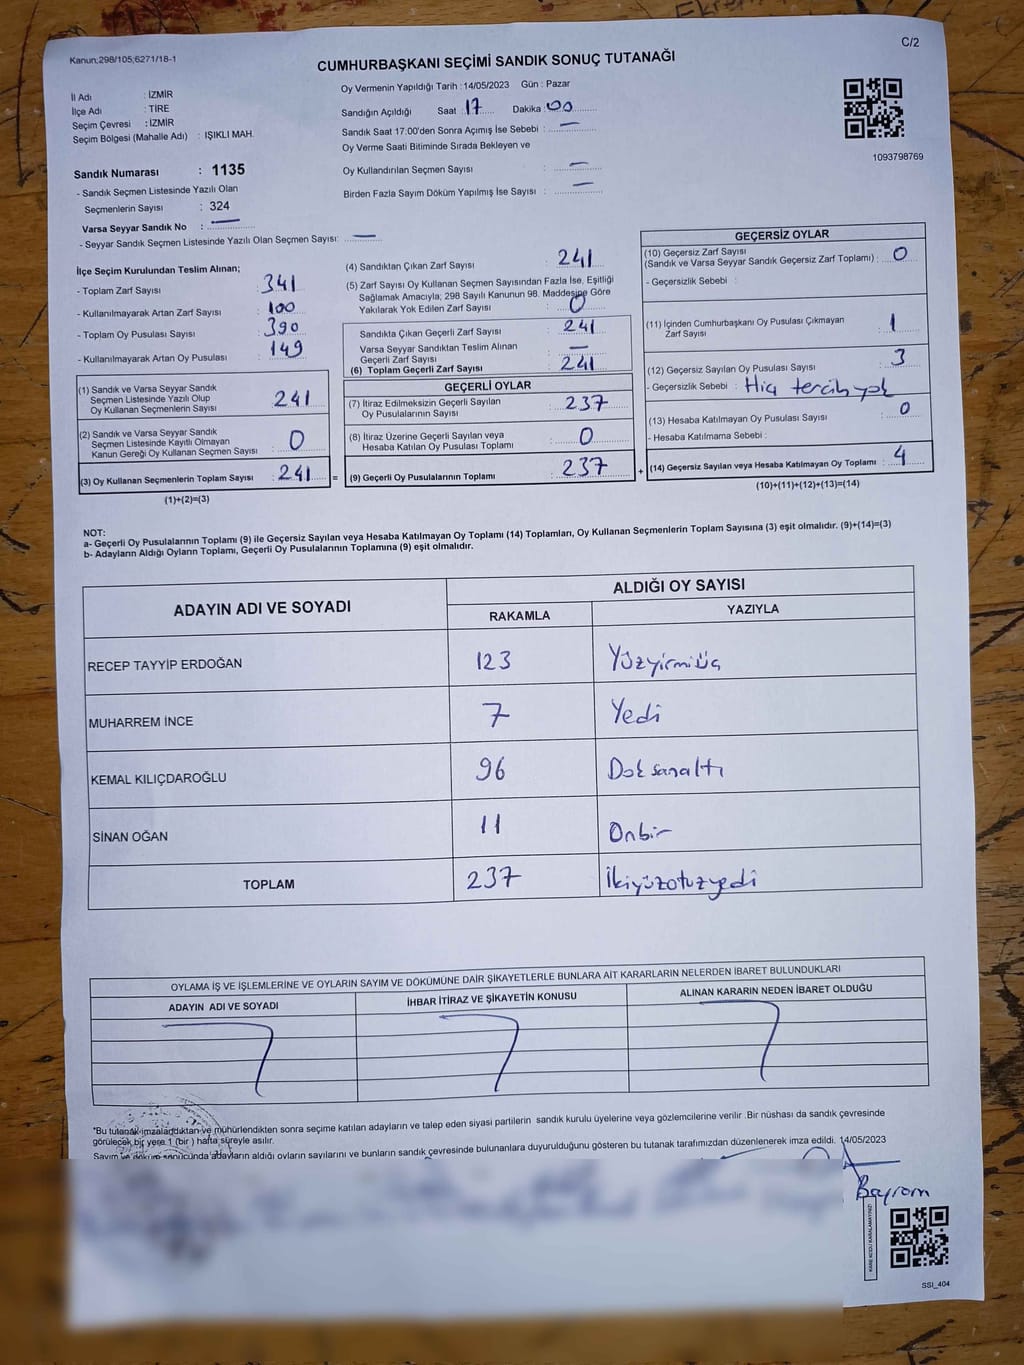 Kanun;298/105;6271/18-1
C/2
CUMHURBAŞKANI SEÇİMİ SANDIK SONUÇ TUTANAĞI
Oy Vermenin Yapıldığı Tarih :14/05/2023 Gün : Pazar
İl Adı : İZMİR
İlçe Adı : TİRE
Seçim Çevresi : İZMİR
Seçim Bölgesi (Mahalle Adı) : IŞIKLI MAH.
Sandığın Açıldığı Saat : 17 Dakika : 00
Sandık Saat 17:00'den Sonra Açımış İse Sebebi : —
Oy Verme Saati Bitiminde Sırada Bekleyen ve
Oy Kullandırılan Seçmen Sayısı : —
Birden Fazla Sayım Döküm Yapılmış İse Sayısı : —
1093798769
Sandık Numarası : 1135
- Sandık Seçmen Listesinde Yazılı Olan
Seçmenlerin Sayısı : 324
Varsa Seyyar Sandık No : —
- Seyyar Sandık Seçmen Listesinde Yazılı Olan Seçmen Sayısı: —
İlçe Seçim Kurulundan Teslim Alınan;
- Toplam Zarf Sayısı : 341
- Kullanılmayarak Artan Zarf Sayısı : 100
- Toplam Oy Pusulası Sayısı : 390
- Kullanılmayarak Artan Oy Pusulası : 149
(1) Sandık ve Varsa Seyyar Sandık
Seçmen Listesinde Yazılı Olup
Oy Kullanan Seçmenlerin Sayısı : 241
(2) Sandık ve Varsa Seyyar Sandık
Seçmen Listesinde Kayıtlı Olmayan
Kanun Gereği Oy Kullanan Seçmen Sayısı : 0
(3) Oy Kullanan Seçmenlerin Toplam Sayısı : 241
(1)+(2)=(3)
(4) Sandıktan Çıkan Zarf Sayısı : 241
(5) Zarf Sayısı Oy Kullanan Seçmen Sayısından Fazla İse, Eşitliği
Sağlamak Amacıyla; 298 Sayılı Kanunun 98. Maddesine Göre
Yakılarak Yok Edilen Zarf Sayısı : 0
Sandıkta Çıkan Geçerli Zarf Sayısı : 241
Varsa Seyyar Sandıktan Teslim Alınan
Geçerli Zarf Sayısı : —
(6) Toplam Geçerli Zarf Sayısı : 241
GEÇERLİ OYLAR
(7) İtiraz Edilmeksizin Geçerli Sayılan
Oy Pusulalarının Sayısı : 237
(8) İtiraz Üzerine Geçerli Sayılan veya
Hesaba Katılan Oy Pusulası Toplamı : 0
= (9) Geçerli Oy Pusulalarının Toplamı : 237
GEÇERSİZ OYLAR
(10) Geçersiz Zarf Sayısı
(Sandık ve Varsa Seyyar Sandık Geçersiz Zarf Toplamı) : 0
- Geçersizlik Sebebi :
(11) İçinden Cumhurbaşkanı Oy Pusulası Çıkmayan
Zarf Sayısı : 1
(12) Geçersiz Sayılan Oy Pusulası Sayısı : 3
- Geçersizlik Sebebi : Hiç tercih yok
(13) Hesaba Katılmayan Oy Pusulası Sayısı : 0
- Hesaba Katılmama Sebebi :
+ (14) Geçersiz Sayılan veya Hesaba Katılmayan Oy Toplamı : 4
(10)+(11)+(12)+(13)=(14)
NOT:
a- Geçerli Oy Pusulalarının Toplamı (9) ile Geçersiz Sayılan veya Hesaba Katılmayan Oy Toplamı (14) Toplamları, Oy Kullanan Seçmenlerin Toplam Sayısına (3) eşit olmalıdır. (9)+(14)=(3)
b- Adayların Aldığı Oyların Toplamı, Geçerli Oy Pusulalarının Toplamına (9) eşit olmalıdır.
ADAYIN ADI VE SOYADI
ALDIĞI OY SAYISI
RAKAMLA YAZIYLA
RECEP TAYYİP ERDOĞAN 123 Yüzyirmiüç
MUHARREM İNCE 7 Yedi
KEMAL KILIÇDAROĞLU 96 Doksanaltı
SİNAN OĞAN 11 Onbir
TOPLAM 237 İkiyüzotuzyedi
OYLAMA İŞ VE İŞLEMLERİNE VE OYLARIN SAYIM VE DÖKÜMÜNE DAİR ŞİKAYETLERLE BUNLARA AİT KARARLARIN NELERDEN İBARET BULUNDUKLARI
ADAYIN ADI VE SOYADI İHBAR İTİRAZ VE ŞİKAYETİN KONUSU ALINAN KARARIN NEDEN İBARET OLDUĞU
*Bu tutanak imzalandıktan ve mühürlendikten sonra seçime katılan adayların ve talep eden siyasi partilerin sandık kurulu üyelerine veya gözlemcilerine verilir .Bir nüshası da sandık çevresinde
görülecek bir yere 1 (bir ) hafta süreyle asılır.
Sayım ve döküm sonucunda adayların aldığı oyların sayılarını ve bunların sandık çevresinde bulunanlara duyurulduğunu gösteren bu tutanak tarafımızdan düzenlenerek imza edildi. 14/05/2023
Bayram
KARE KODU KARALAMAYINIZ!
SSI_404